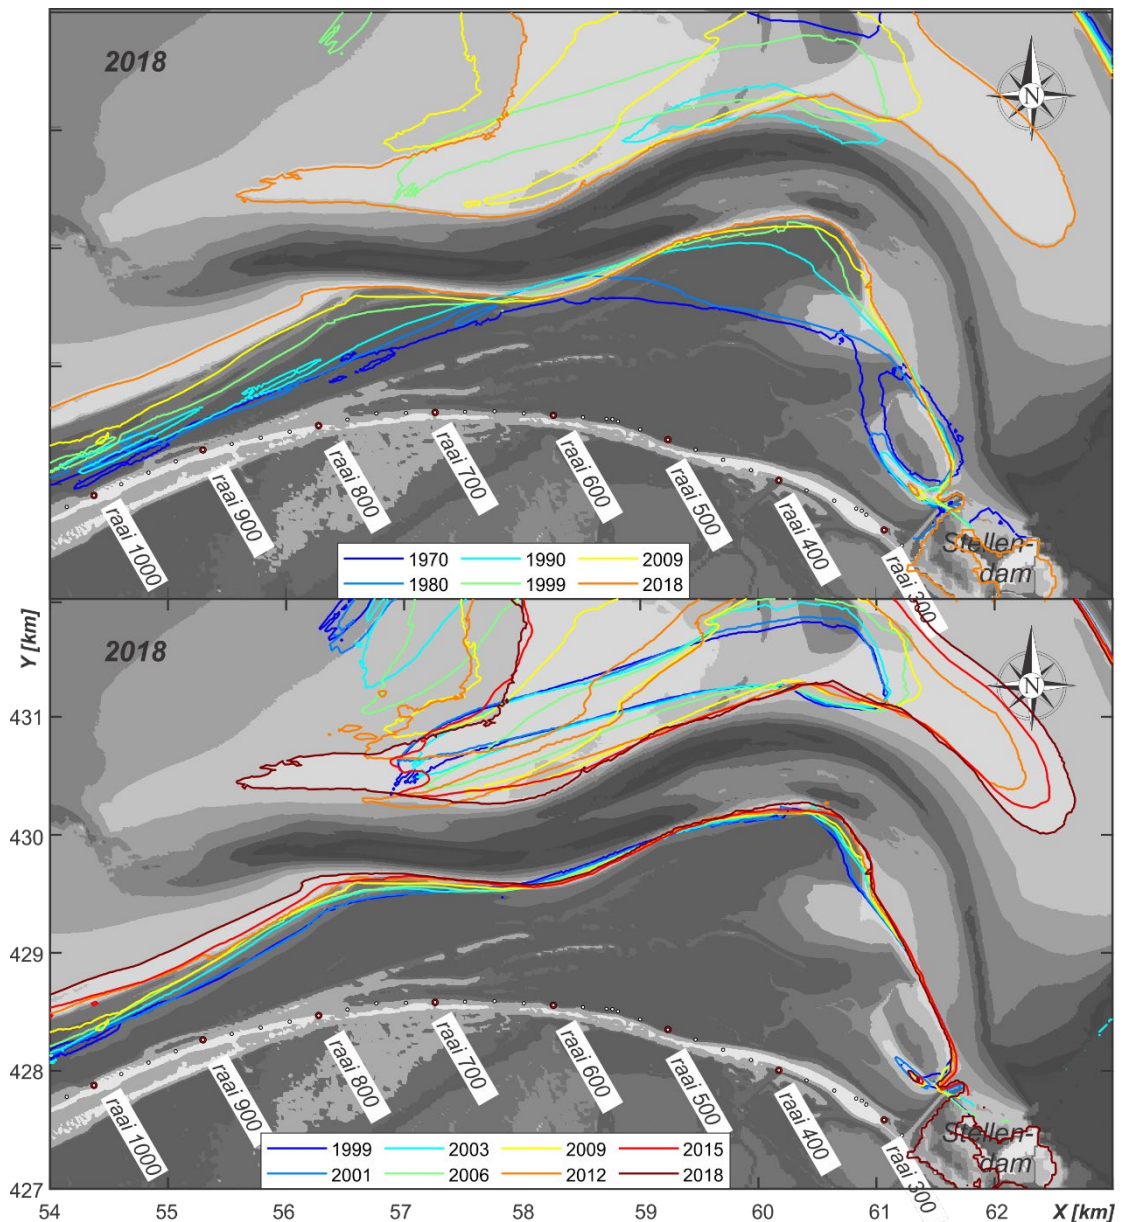 2018
N
raai 1000
raai 900
raai 800
raai 700
raai 600
raai 500
raai 400
raai 300
Stellen-
dam
1970 1990 2009
1980 1999 2018
Y [km]
2018
N
431
430
429
428
427
raai 1000
raai 900
raai 800
raai 700
raai 600
raai 500
raai 400
raai 300
Stellen-
dam
1999 2003 2009 2015
2001 2006 2012 2018
54 55 56 57 58 59 60 61 62 X [km]